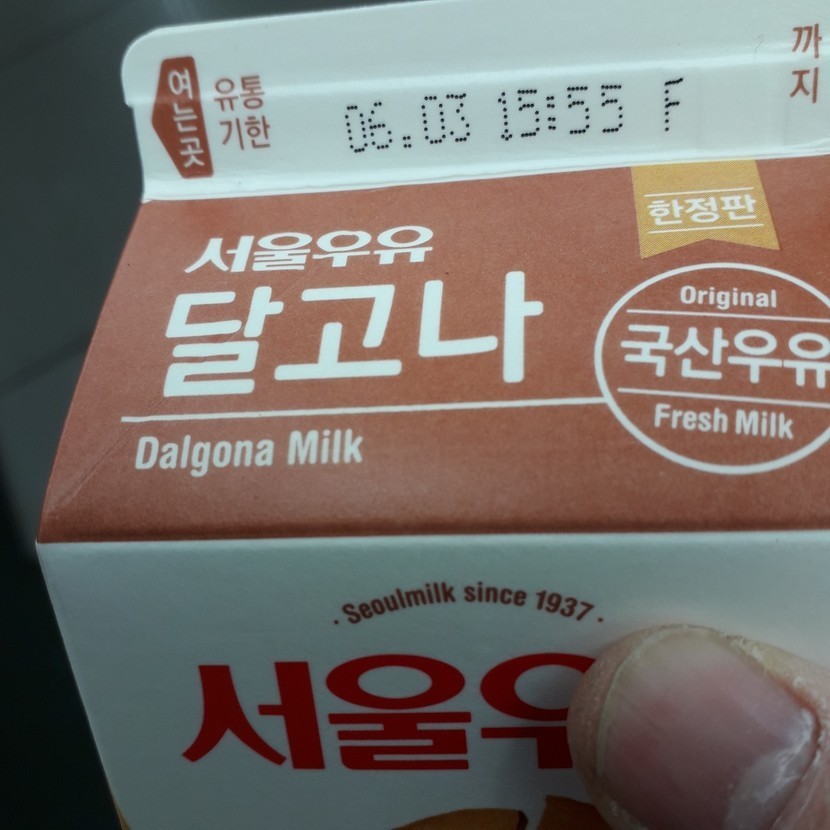 여는곳
유통
기한
06.03 15:55 F
까
지
한정판
서울우유
달고나
Dalgona Milk
Original
국산우유
Fresh Milk
· Seoulmilk since 1937 ·
서울우